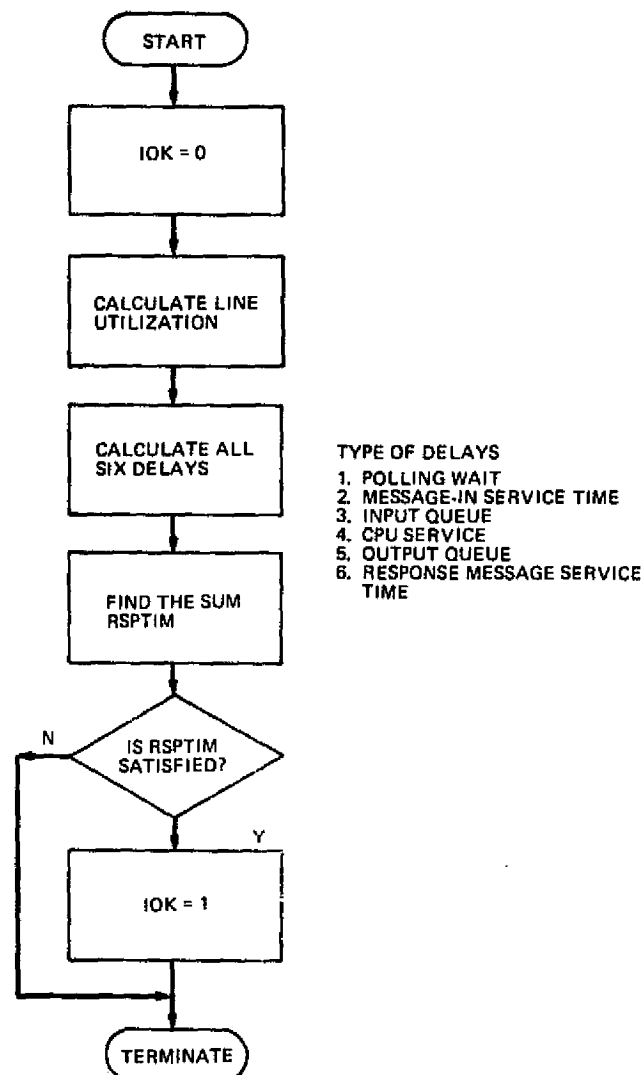 START
IOK = 0
CALCULATE LINE
UTILIZATION
CALCULATE ALL
SIX DELAYS
TYPE OF DELAYS
1. POLLING WAIT
2. MESSAGE-IN SERVICE TIME
3. INPUT QUEUE
4. CPU SERVICE
5. OUTPUT QUEUE
6. RESPONSE MESSAGE SERVICE
TIME
FIND THE SUM
RSPTIM
N
IS RSPTIM
SATISFIED?
Y
IOK = 1
TERMINATE